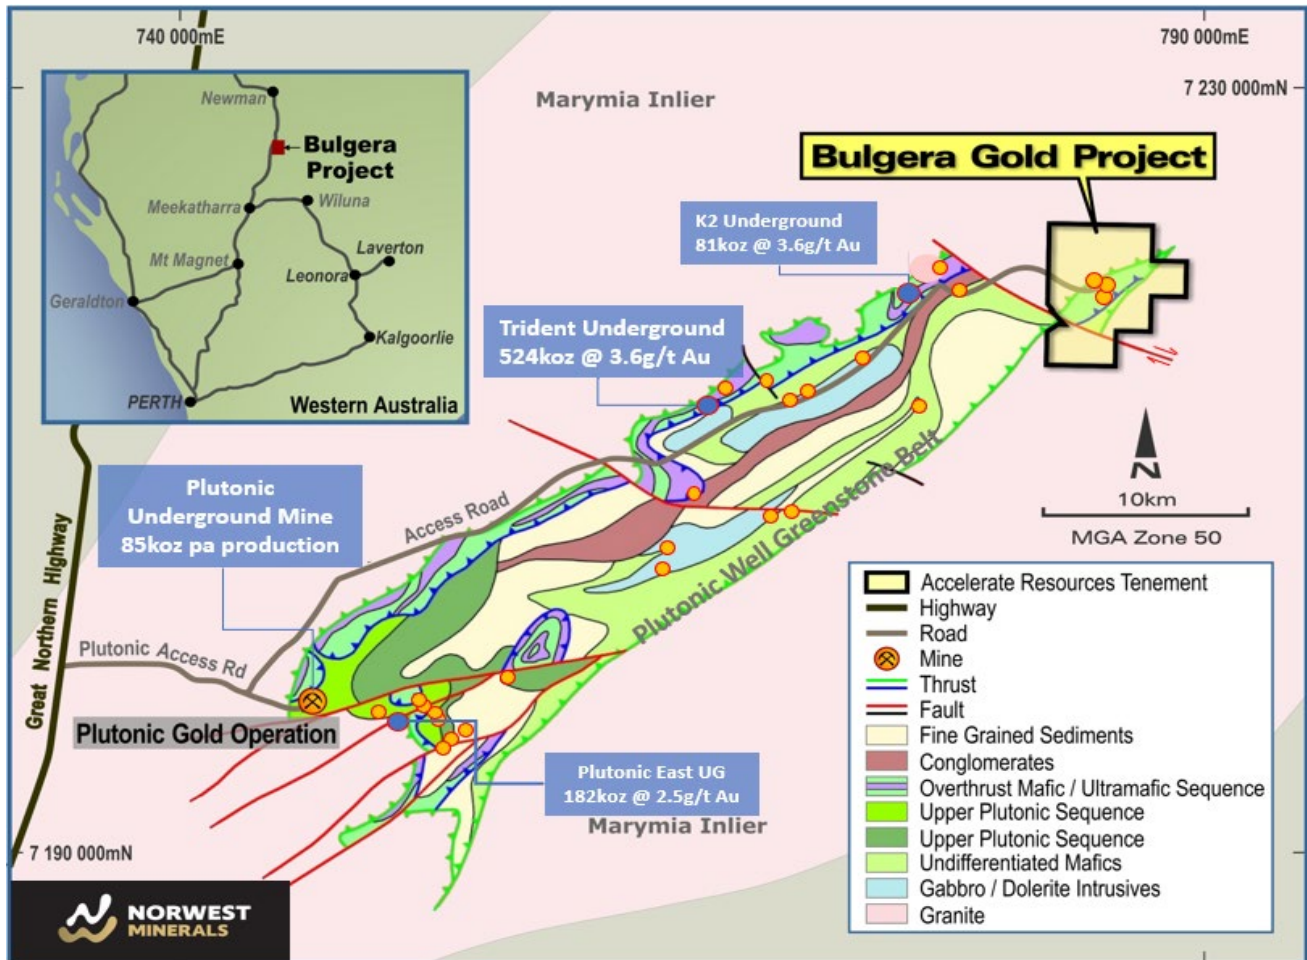 740 000mE
790 000mE
7 230 000mN
Marymia Inlier
Newman
Bulgera
Project
Meekatharra
Wiluna
Mt Magnet
Laverton
Leonora
Geraldton
Kalgoorlie
PERTH
Western Australia
Bulgera Gold Project
K2 Underground
81koz @ 3.6g/t Au
Trident Underground
524koz @ 3.6g/t Au
Plutonic
Underground Mine
85koz pa production
Access Road
Plutonic Well Greenstone Belt
N
10km
MGA Zone 50
Great Northern Highway
Plutonic Access Rd
Plutonic Gold Operation
Plutonic East UG
182koz @ 2.5g/t Au
Marymia Inlier
7 190 000mN
Accelerate Resources Tenement
Highway
Road
Mine
Thrust
Fault
Fine Grained Sediments
Conglomerates
Overthrust Mafic / Ultramafic Sequence
Upper Plutonic Sequence
Upper Plutonic Sequence
Undifferentiated Mafics
Gabbro / Dolerite Intrusives
Granite
NORWEST
MINERALS